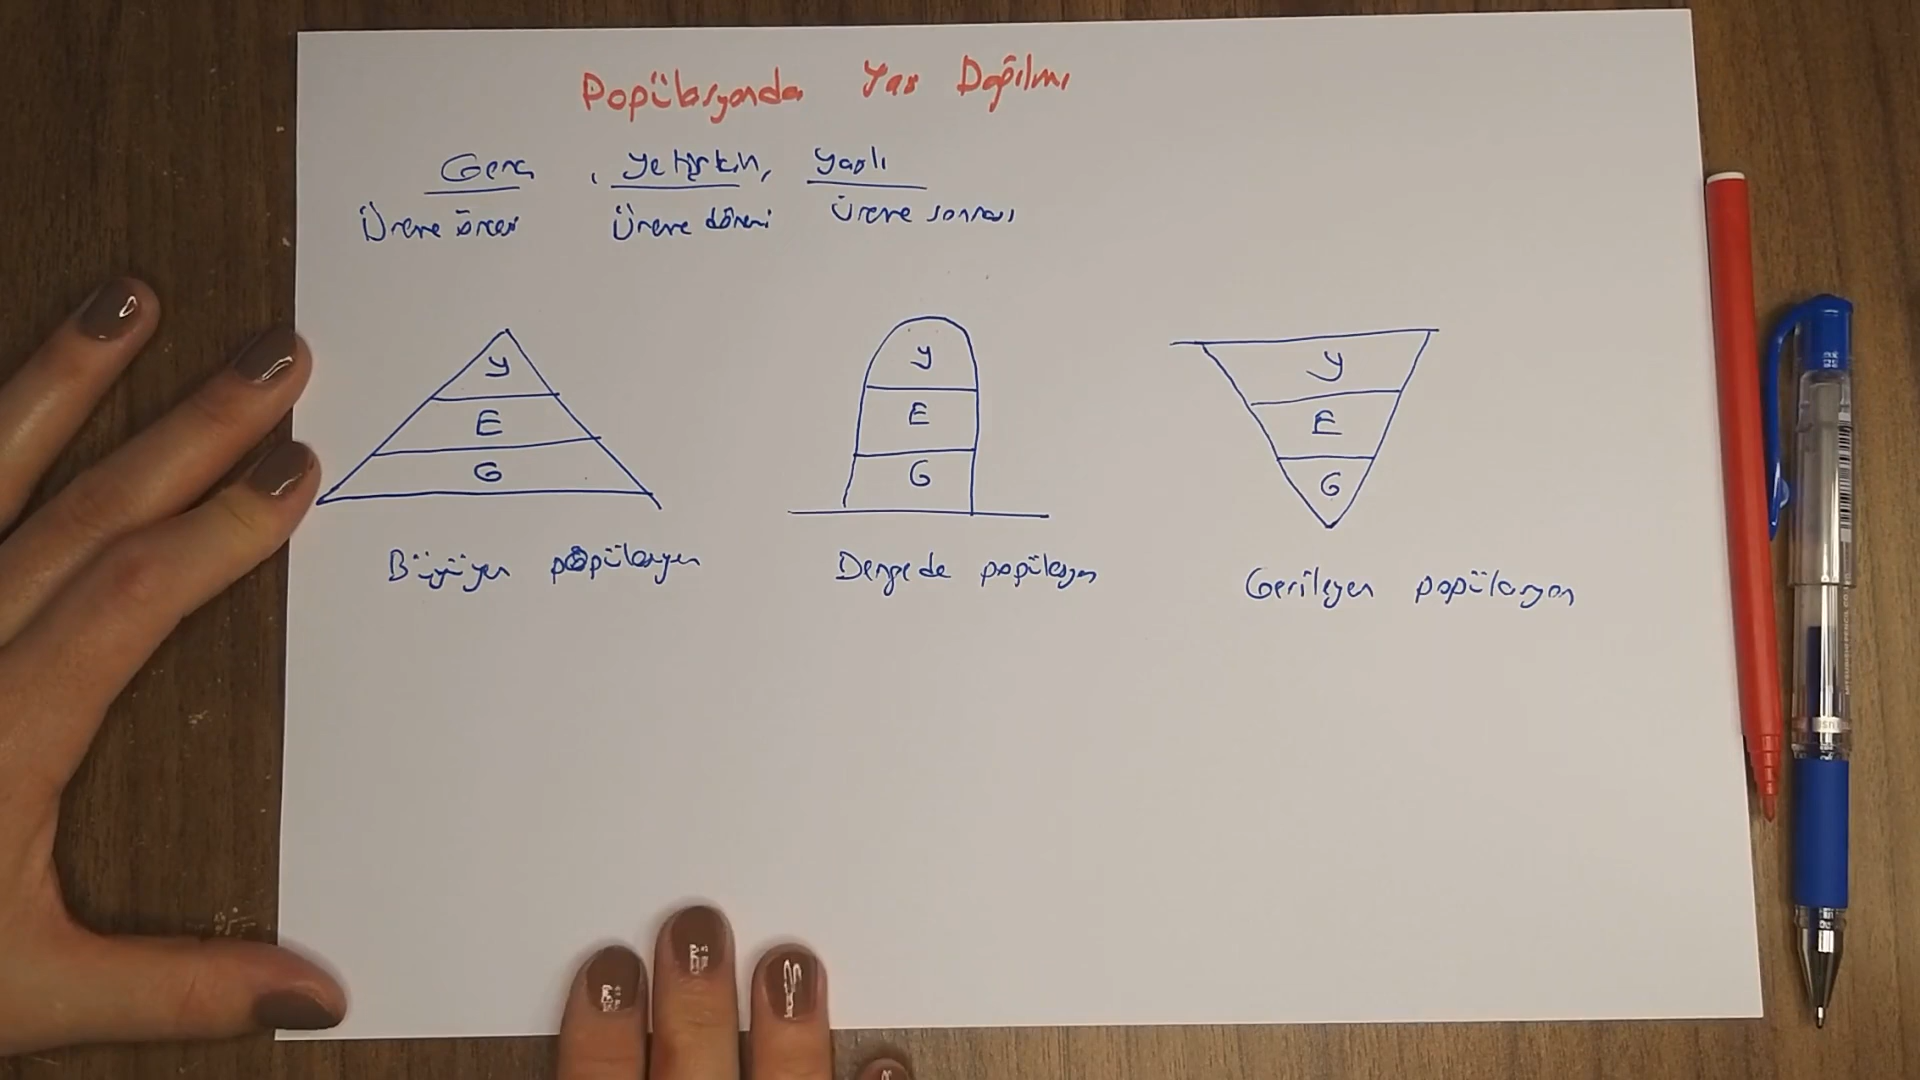 Popülasyonda Yaş Dağılımı
Genç, Yetişkin, Yaşlı
Üreme öncesi Üreme dönemi Üreme sonrası
Y Y Y
E E E
G G G
Büyüyen popülasyon Dengede popülasyon Gerileyen popülasyon